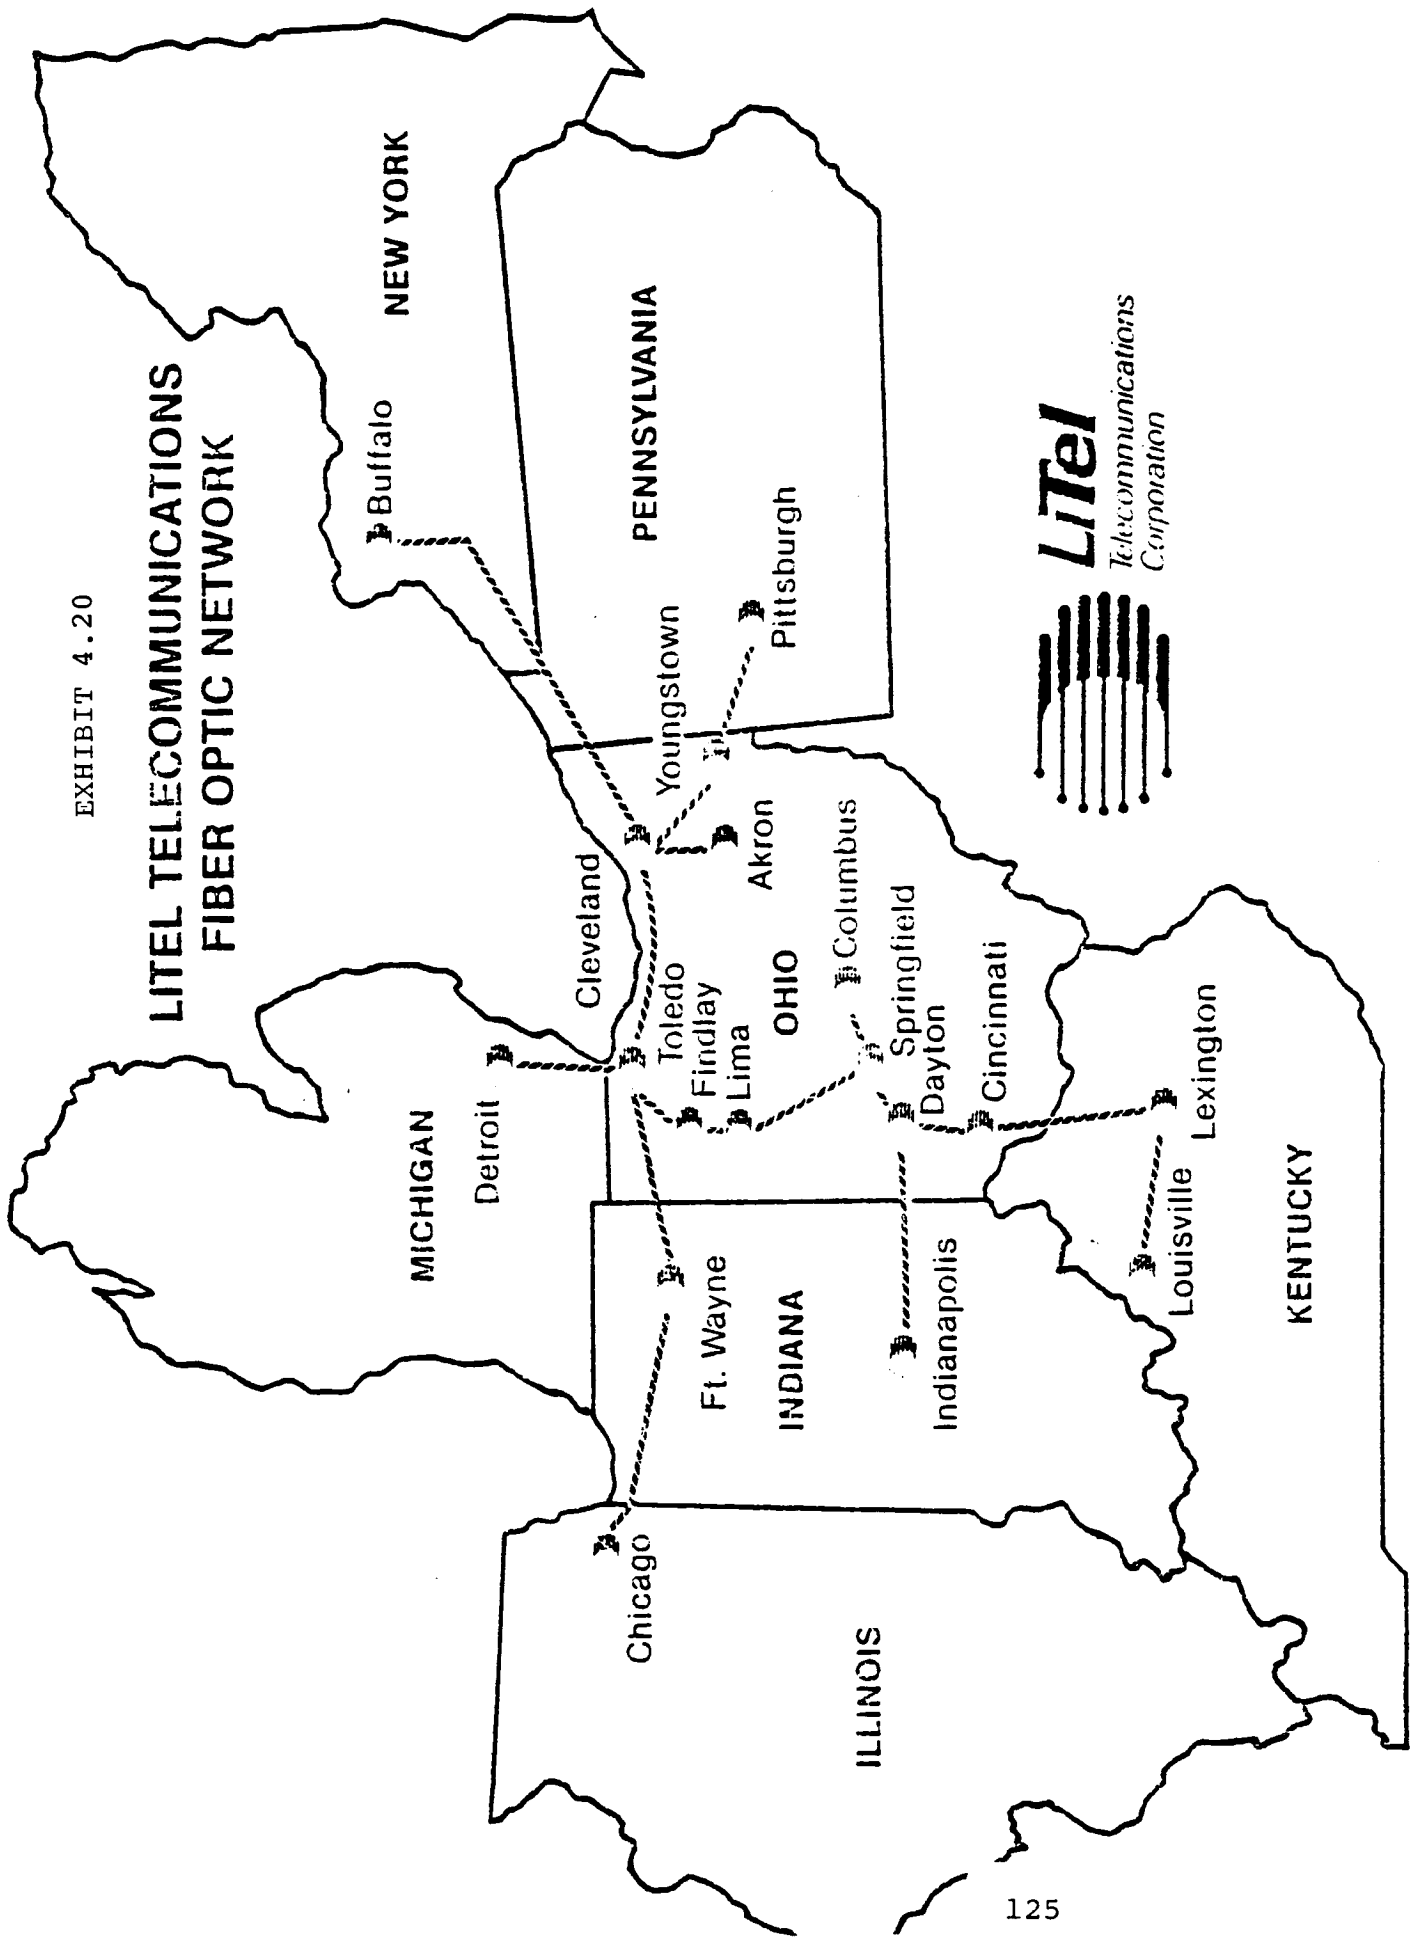 EXHIBIT 4.20
LITEL TELECOMMUNICATIONS
FIBER OPTIC NETWORK
NEW YORK
Buffalo
MICHIGAN
Detroit
Cleveland
Youngstown
PENNSYLVANIA
Pittsburgh
Akron
Toledo
Findlay
Lima
OHIO
Columbus
Springfield
Dayton
Cincinnati
Chicago
Ft. Wayne
INDIANA
Indianapolis
ILLINOIS
Louisville
Lexington
KENTUCKY
LiTel
Telecommunications
Corporation
125